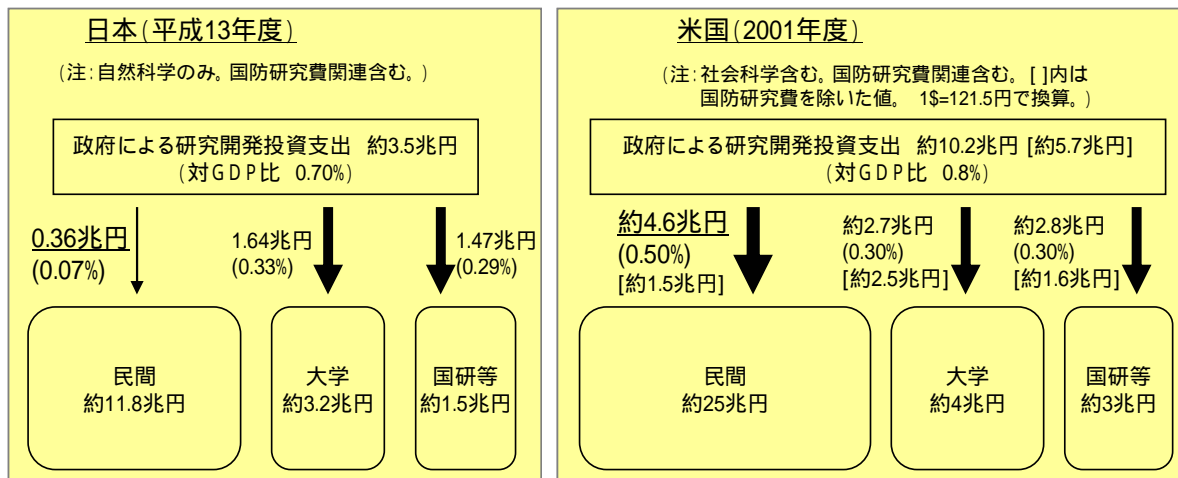 日本(平成13年度)
(注:自然科学のみ。国防研究費関連含む。)
政府による研究開発投資支出 約3.5兆円
(対GDP比 0.70%)
0.36兆円
(0.07%)
1.64兆円
(0.33%)
1.47兆円
(0.29%)
民間
約11.8兆円
大学
約3.2兆円
国研等
約1.5兆円
米国(2001年度)
(注:社会科学含む。国防研究費関連含む。[ ]内は
国防研究費を除いた値。 1$=121.5円で換算。)
政府による研究開発投資支出 約10.2兆円 [約5.7兆円]
(対GDP比 0.8%)
約4.6兆円
(0.50%)
[約1.5兆円]
約2.7兆円
(0.30%)
[約2.5兆円]
約2.8兆円
(0.30%)
[約1.6兆円]
民間
約25兆円
大学
約4兆円
国研等
約3兆円